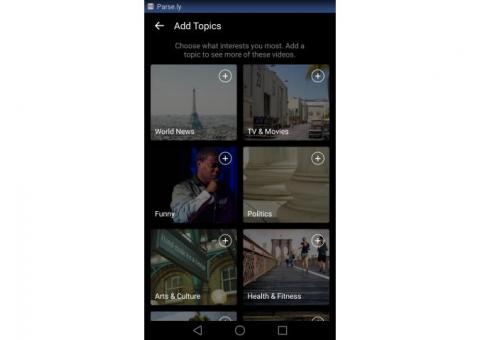 Parse.ly
Add Topics
Choose what interests you most. Add a
topic to see more of these videos.
World News
TV & Movies
Funny
Politics
Arts & Culture
Health & Fitness